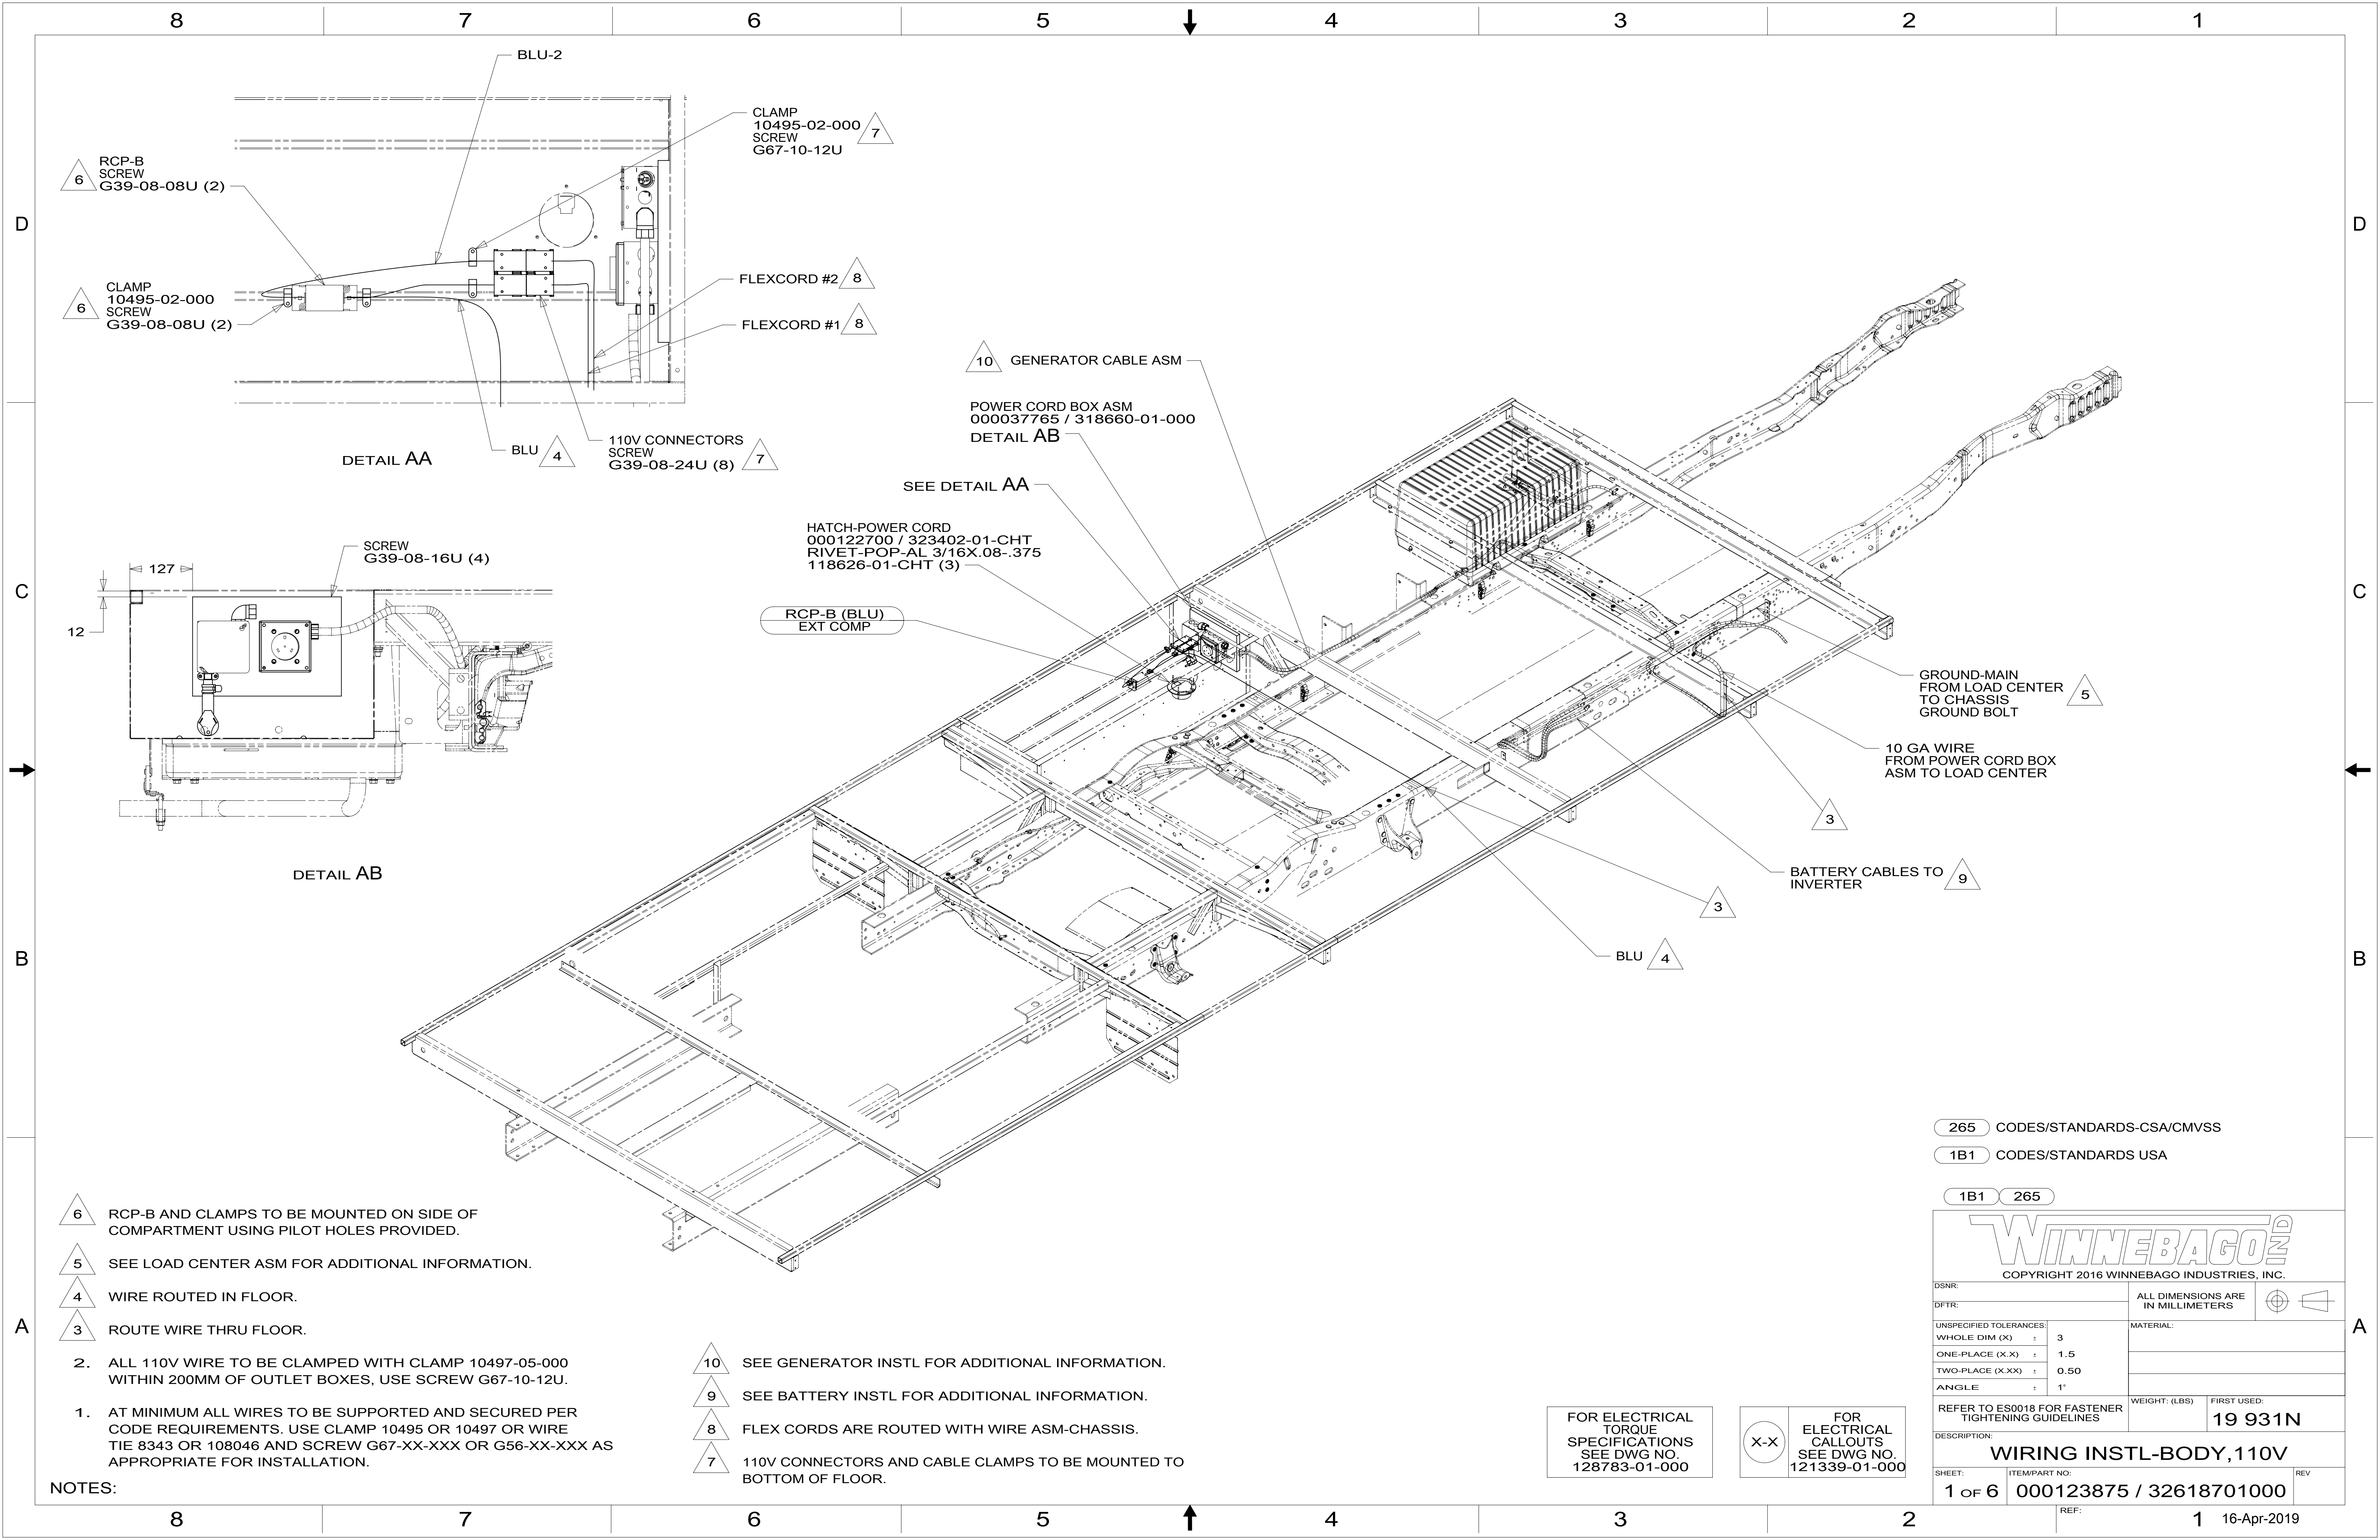 8 7 6 5 4 3 2 1
D
C
B
A
BLU-2
CLAMP
10495-02-000
SCREW
G67-10-12U
7
6
RCP-B
SCREW
G39-08-08U (2)
6
CLAMP
10495-02-000
SCREW
G39-08-08U (2)
FLEXCORD #2
8
FLEXCORD #1
8
BLU
4
110V CONNECTORS
SCREW
G39-08-24U (8)
7
DETAIL AA
SCREW
G39-08-16U (4)
127
12
DETAIL AB
10
GENERATOR CABLE ASM
POWER CORD BOX ASM
000037765 / 318660-01-000
DETAIL AB
SEE DETAIL AA
HATCH-POWER CORD
000122700 / 323402-01-CHT
RIVET-POP-AL 3/16X.08-.375
118626-01-CHT (3)
RCP-B (BLU)
EXT COMP
GROUND-MAIN
FROM LOAD CENTER
TO CHASSIS
GROUND BOLT
5
10 GA WIRE
FROM POWER CORD BOX
ASM TO LOAD CENTER
3
BATTERY CABLES TO
INVERTER
9
3
BLU
4
D
C
B
A
6
RCP-B AND CLAMPS TO BE MOUNTED ON SIDE OF
COMPARTMENT USING PILOT HOLES PROVIDED.
5
SEE LOAD CENTER ASM FOR ADDITIONAL INFORMATION.
4
WIRE ROUTED IN FLOOR.
3
ROUTE WIRE THRU FLOOR.
2. ALL 110V WIRE TO BE CLAMPED WITH CLAMP 10497-05-000
WITHIN 200MM OF OUTLET BOXES, USE SCREW G67-10-12U.
1. AT MINIMUM ALL WIRES TO BE SUPPORTED AND SECURED PER
CODE REQUIREMENTS. USE CLAMP 10495 OR 10497 OR WIRE
TIE 8343 OR 108046 AND SCREW G67-XX-XXX OR G56-XX-XXX AS
APPROPRIATE FOR INSTALLATION.
NOTES:
10
SEE GENERATOR INSTL FOR ADDITIONAL INFORMATION.
9
SEE BATTERY INSTL FOR ADDITIONAL INFORMATION.
8
FLEX CORDS ARE ROUTED WITH WIRE ASM-CHASSIS.
7
110V CONNECTORS AND CABLE CLAMPS TO BE MOUNTED TO
BOTTOM OF FLOOR.
FOR ELECTRICAL
TORQUE
SPECIFICATIONS
SEE DWG NO.
128783-01-000
X-X
FOR
ELECTRICAL
CALLOUTS
SEE DWG NO.
121339-01-000
265 CODES/STANDARDS-CSA/CMVSS
1B1 CODES/STANDARDS USA
1B1 265
WINNEBAGO IND
COPYRIGHT 2016 WINNEBAGO INDUSTRIES, INC.
DSNR:
DFTR:
ALL DIMENSIONS ARE
IN MILLIMETERS
UNSPECIFIED TOLERANCES:
WHOLE DIM (X) ± 3
ONE-PLACE (X.X) ± 1.5
TWO-PLACE (X.XX) ± 0.50
ANGLE ± 1°
MATERIAL:
REFER TO ES0018 FOR FASTENER
TIGHTENING GUIDELINES
WEIGHT: (LBS)
FIRST USED:
19 931N
DESCRIPTION:
WIRING INSTL-BODY,110V
SHEET:
1 OF 6
ITEM/PART NO:
000123875 / 32618701000
REV
REF:
8 7 6 5 4 3 2 1
16-Apr-2019